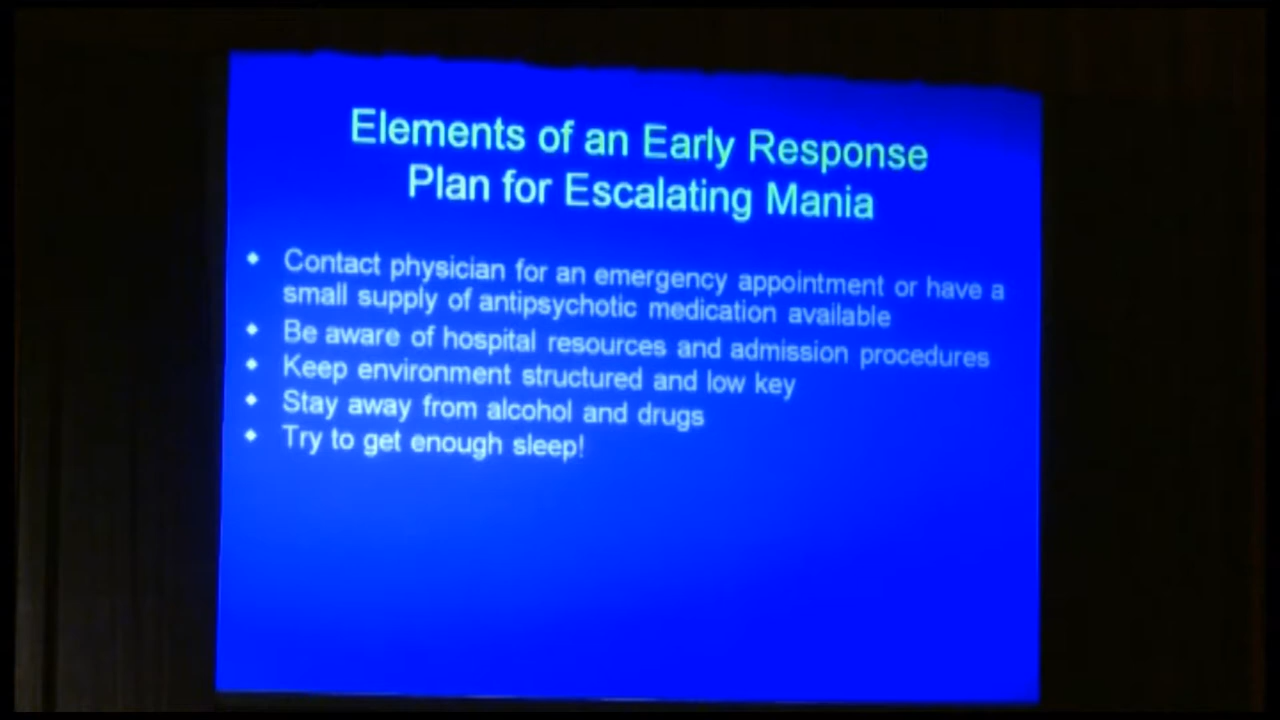 Elements of an Early Response
Plan for Escalating Mania
Contact physician for an emergency appointment or have a
small supply of antipsychotic medication available
Be aware of hospital resources and admission procedures
Keep environment structured and low key
Stay away from alcohol and drugs
Try to get enough sleep!